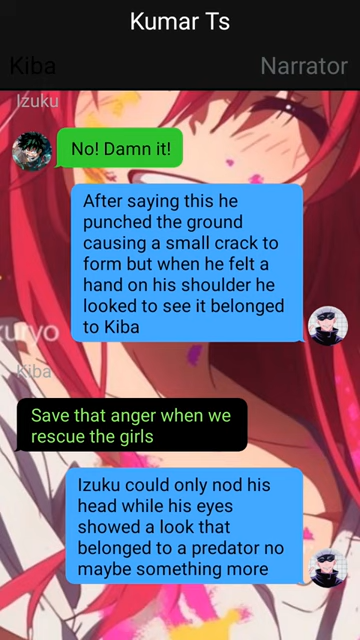 Kumar Ts
Kiba
Narrator
Izuku
No! Damn it!
After saying this he
punched the ground
causing a small crack to
form but when he felt a
hand on his shoulder he
looked to see it belonged
to Kiba
kuryo
Kiba
Save that anger when we
rescue the girls
Izuku could only nod his
head while his eyes
showed a look that
belonged to a predator no
maybe something more